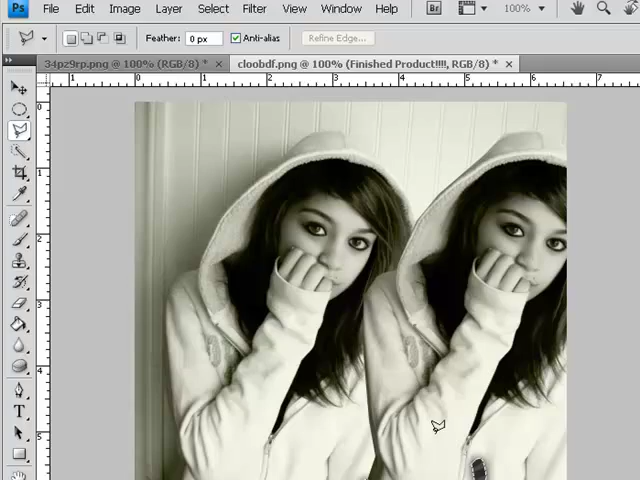 Ps File Edit Image Layer Select Filter View Window Help Br 100%
Feather: 0 px Anti-alias Refine Edge...
34pz9rp.png @ 100% (RGB/8) * cloobdf.png @ 100% (Finished Product!!!!, RGB/8) *
1 0 1 2 3 4 5 6 7
0
1
2
3
4
5
T